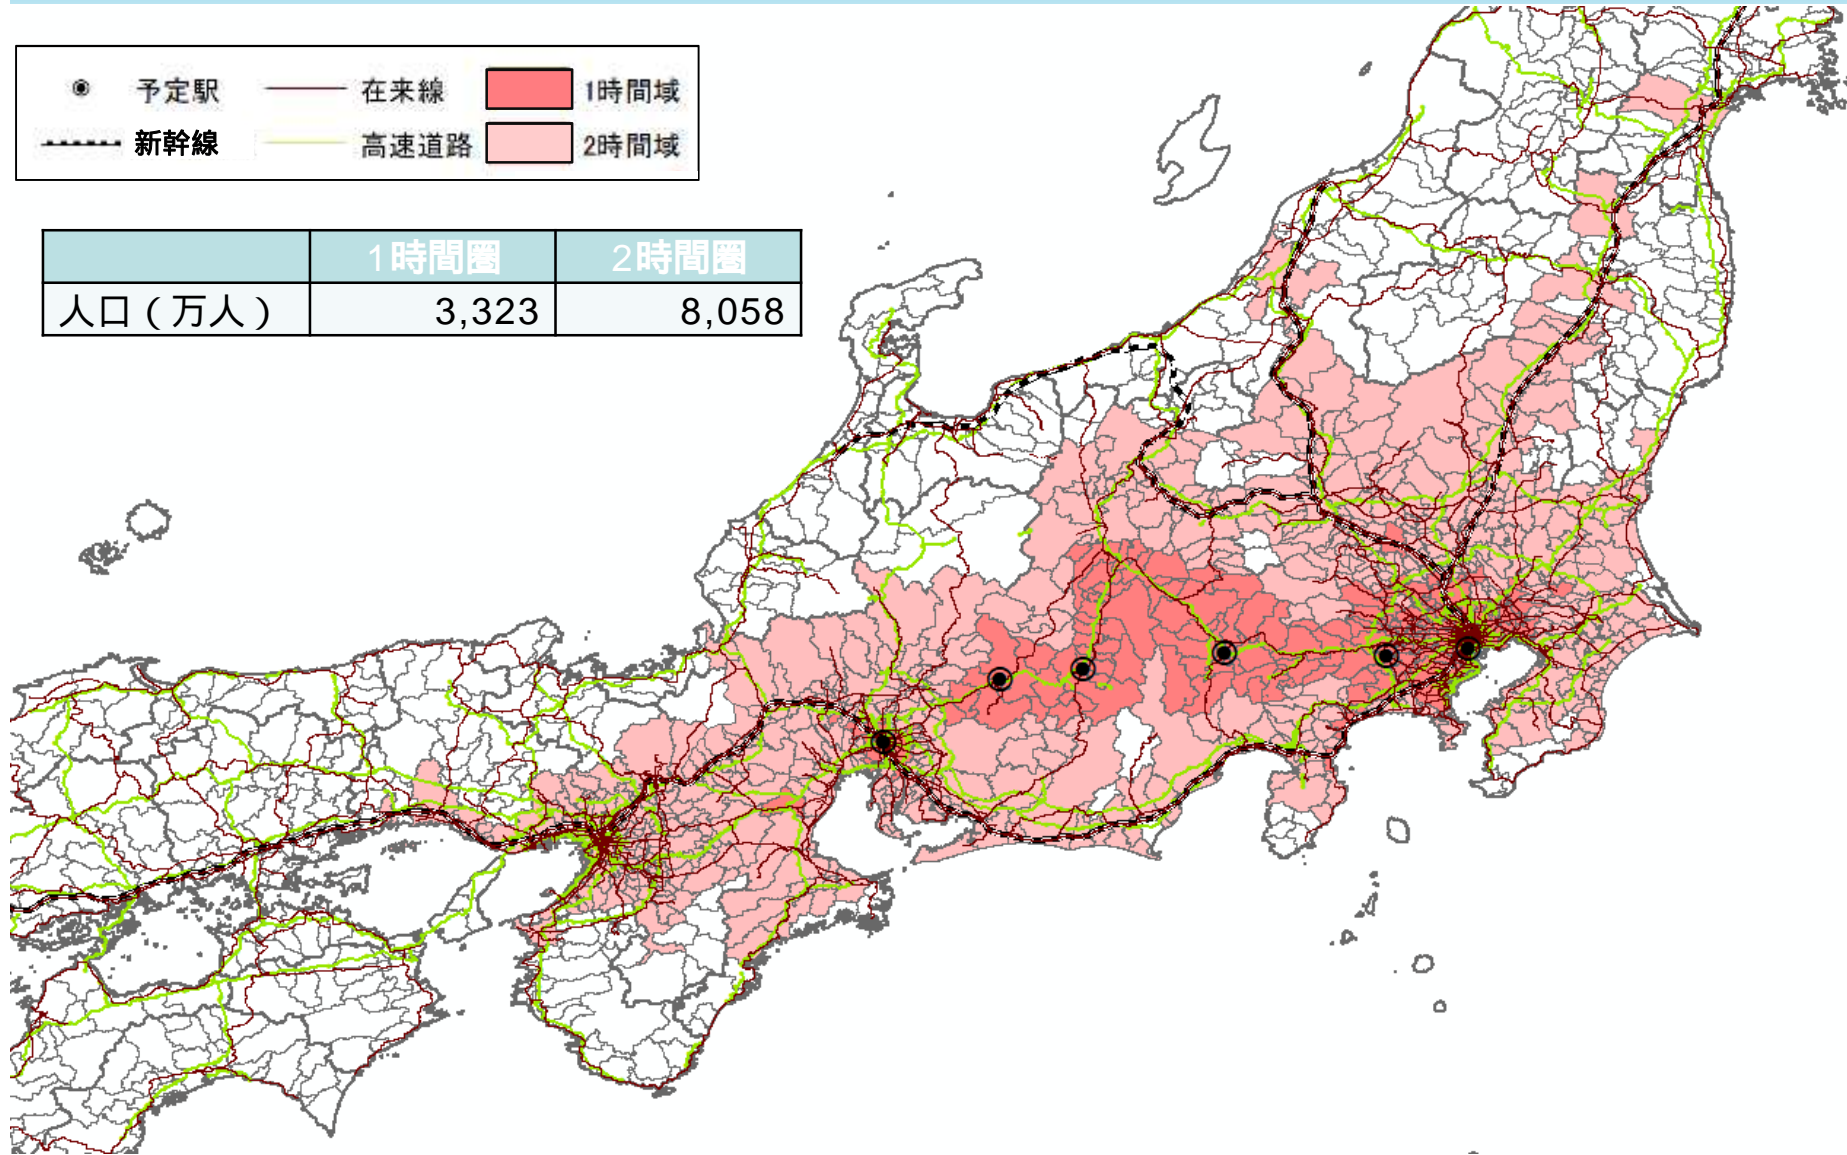 予定駅 在来線 1時間域
新幹線 高速道路 2時間域
1時間圏 2時間圏
人口（万人） 3,323 8,058